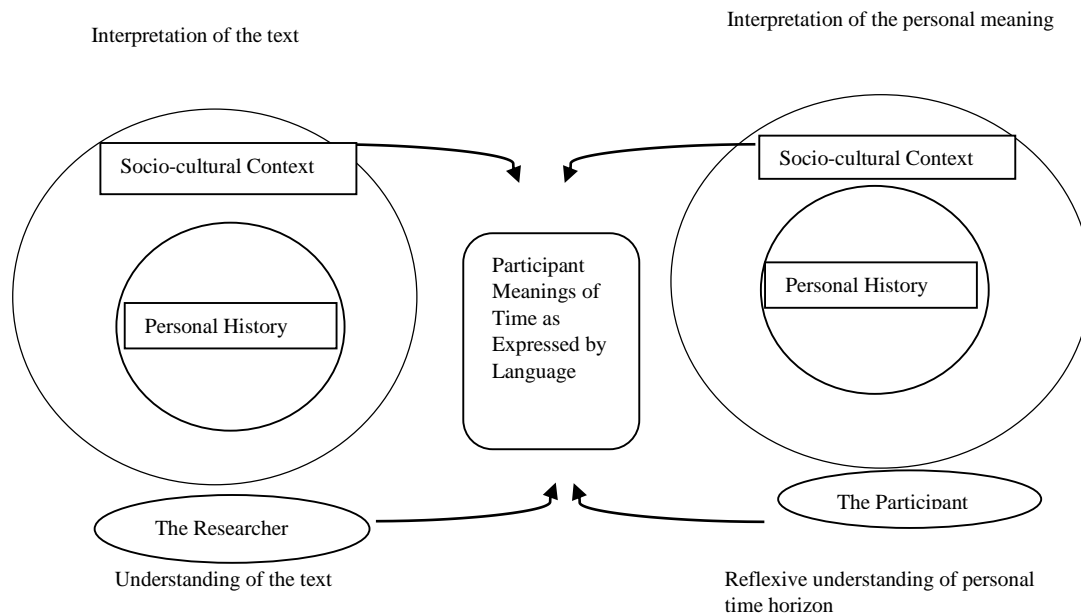 Interpretation of the text
Interpretation of the personal meaning
Socio-cultural Context
Socio-cultural Context
Personal History
Participant
Meanings of
Time as
Expressed by
Language
Personal History
The Researcher
The Participant
Understanding of the text
Reflexive understanding of personal
time horizon